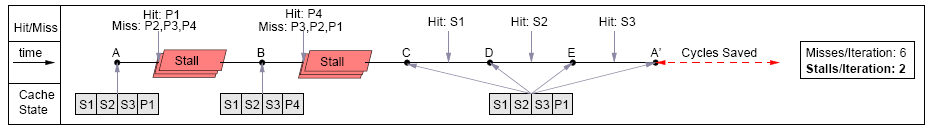 Hit/Miss
Hit: P1
Miss: P2,P3,P4
Hit: P4
Miss: P3,P2,P1
Hit: S1
Hit: S2
Hit: S3
time
A
Stall
B
Stall
C
D
E
A'
Cycles Saved
Misses/Iteration: 6
Stalls/Iteration: 2
Cache
State
S1 S2 S3 P1
S1 S2 S3 P4
S1 S2 S3 P1